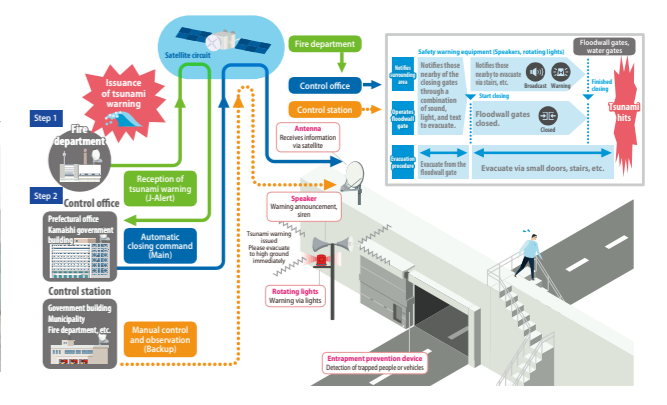 Satellite circuit
Issuance
of tsunami
warning
Step 1
Fire
department
Reception of
tsunami warning
(J-Alert)
Step 2
Control office
Prefectural office
Kamaishi government
building
Automatic
closing command
(Main)
Control station
Government building
Municipality
Fire department, etc.
Manual control
and observation
(Backup)
Fire department
Control office
Control station
Antenna
Receives information
via satellite
Speaker
Warning announcement,
siren
Tsunami warning
issued
Please evacuate
to high ground
immediately
Rotating lights
Warning via lights
Entrapment prevention device
Detection of trapped people or vehicles
Floodwall gates,
water gates
Safety warning equipment (Speakers, rotating lights)
Notifies
surrounding
area
Notifies those
nearby of the
closing gates
through a
combination
of sound,
light, and text
to evacuate.
Notifies those
nearby to evacuate
via stairs, etc.
Broadcast
Warning
Finished
closing
Start closing
Operates
floodwall
gate
Floodwall gates
closed.
Closed
Tsunami
hits
Evacuation
procedure
Evacuate from the
floodwall gate
Evacuate via small doors, stairs, etc.